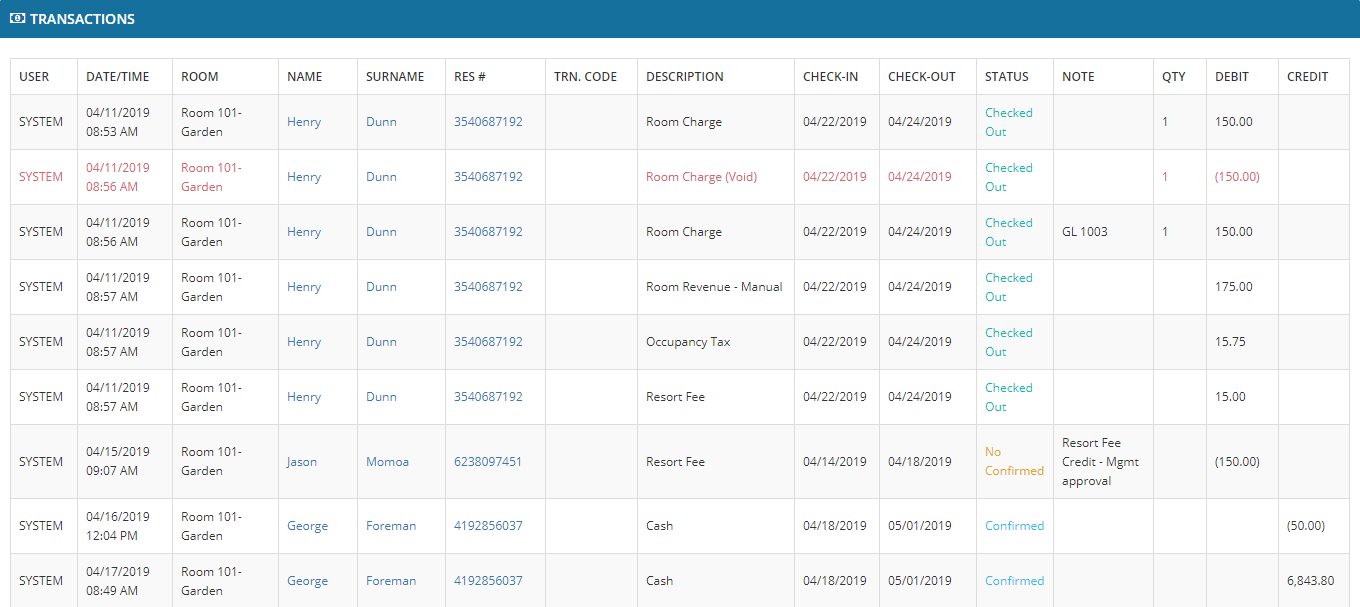 TRANSACTIONS
USER DATE/TIME ROOM NAME SURNAME RES # TRN. CODE DESCRIPTION CHECK-IN CHECK-OUT STATUS NOTE QTY DEBIT CREDIT
SYSTEM 04/11/2019 08:53 AM Room 101-Garden Henry Dunn 3540687192 Room Charge 04/22/2019 04/24/2019 Checked Out 1 150.00
SYSTEM 04/11/2019 08:56 AM Room 101-Garden Henry Dunn 3540687192 Room Charge (Void) 04/22/2019 04/24/2019 Checked Out 1 (150.00)
SYSTEM 04/11/2019 08:56 AM Room 101-Garden Henry Dunn 3540687192 Room Charge 04/22/2019 04/24/2019 Checked Out GL 1003 1 150.00
SYSTEM 04/11/2019 08:57 AM Room 101-Garden Henry Dunn 3540687192 Room Revenue - Manual 04/22/2019 04/24/2019 Checked Out 175.00
SYSTEM 04/11/2019 08:57 AM Room 101-Garden Henry Dunn 3540687192 Occupancy Tax 04/22/2019 04/24/2019 Checked Out 15.75
SYSTEM 04/11/2019 08:57 AM Room 101-Garden Henry Dunn 3540687192 Resort Fee 04/22/2019 04/24/2019 Checked Out 15.00
SYSTEM 04/15/2019 09:07 AM Room 101-Garden Jason Momoa 6238097451 Resort Fee 04/14/2019 04/18/2019 No Confirmed Resort Fee Credit - Mgmt approval (150.00)
SYSTEM 04/16/2019 12:04 PM Room 101-Garden George Foreman 4192856037 Cash 04/18/2019 05/01/2019 Confirmed (50.00)
SYSTEM 04/17/2019 08:49 AM Room 101-Garden George Foreman 4192856037 Cash 04/18/2019 05/01/2019 Confirmed 6,843.80